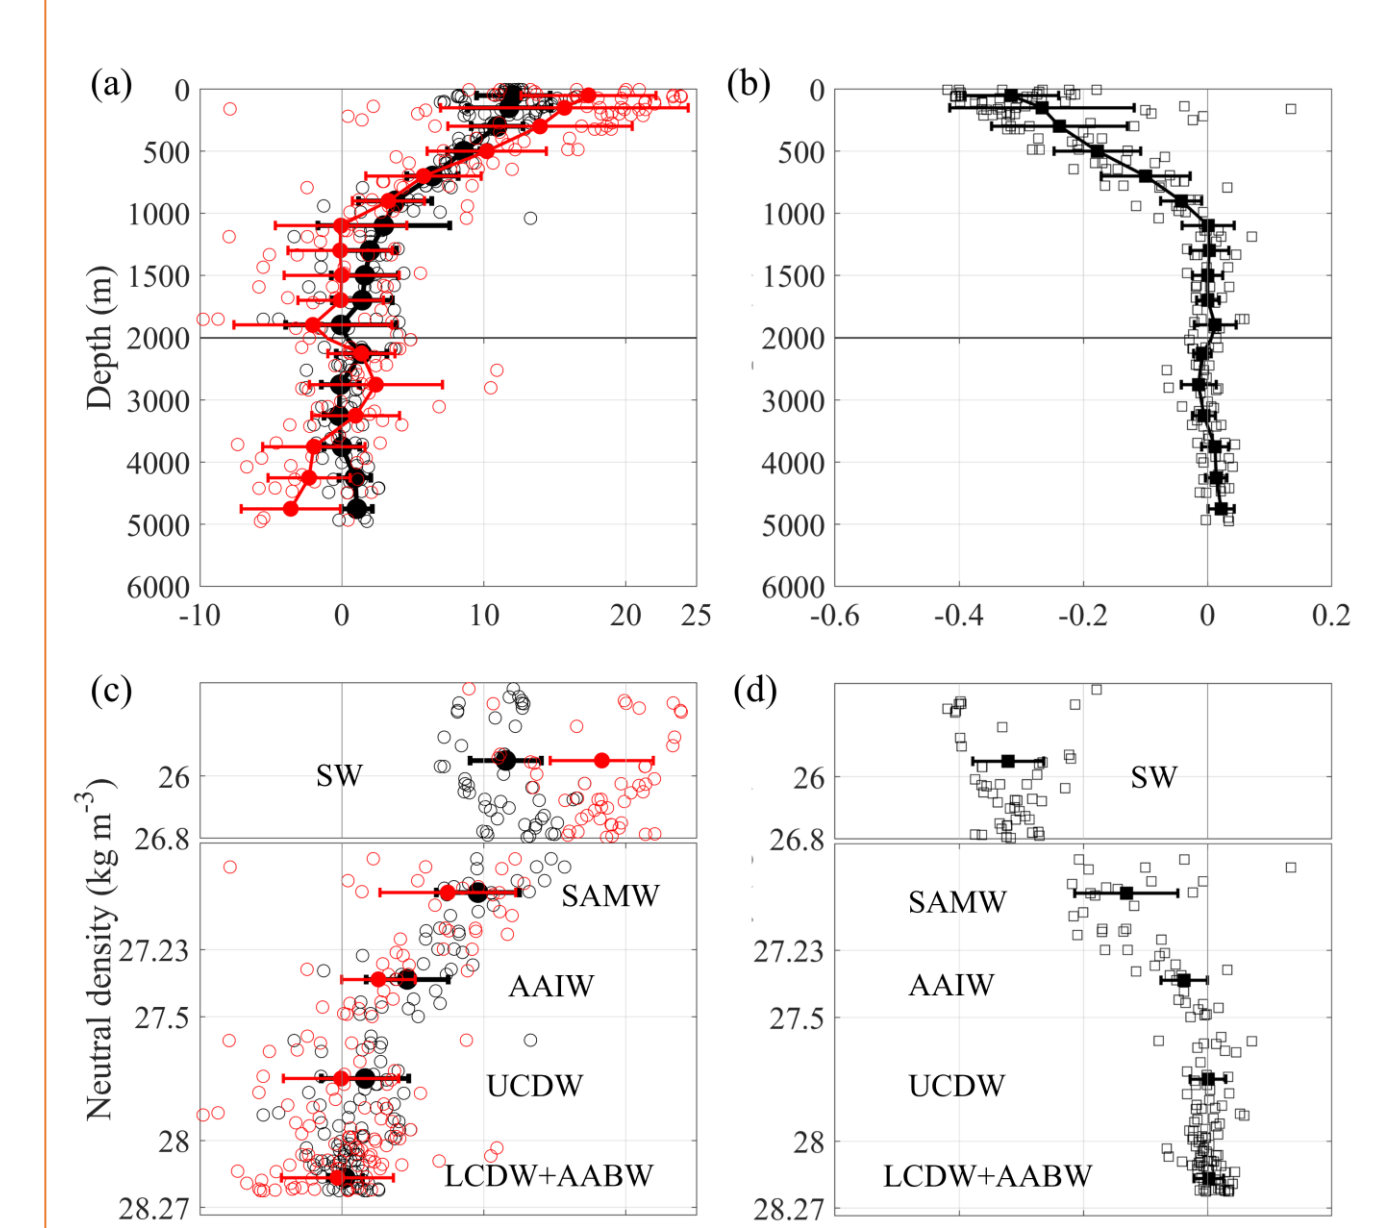 (a)
(b)
0
500
1000
1500
2000
3000
4000
5000
6000
Depth (m)
-10
0
10
20
25
0
500
1000
1500
2000
3000
4000
5000
6000
-0.6
-0.4
-0.2
0
0.2
(c)
(d)
26
26.8
27.23
27.5
28
28.27
Neutral density (kg m-3)
SW
SAMW
AAIW
UCDW
LCDW+AABW
26
26.8
27.23
27.5
28
28.27
SW
SAMW
AAIW
UCDW
LCDW+AABW